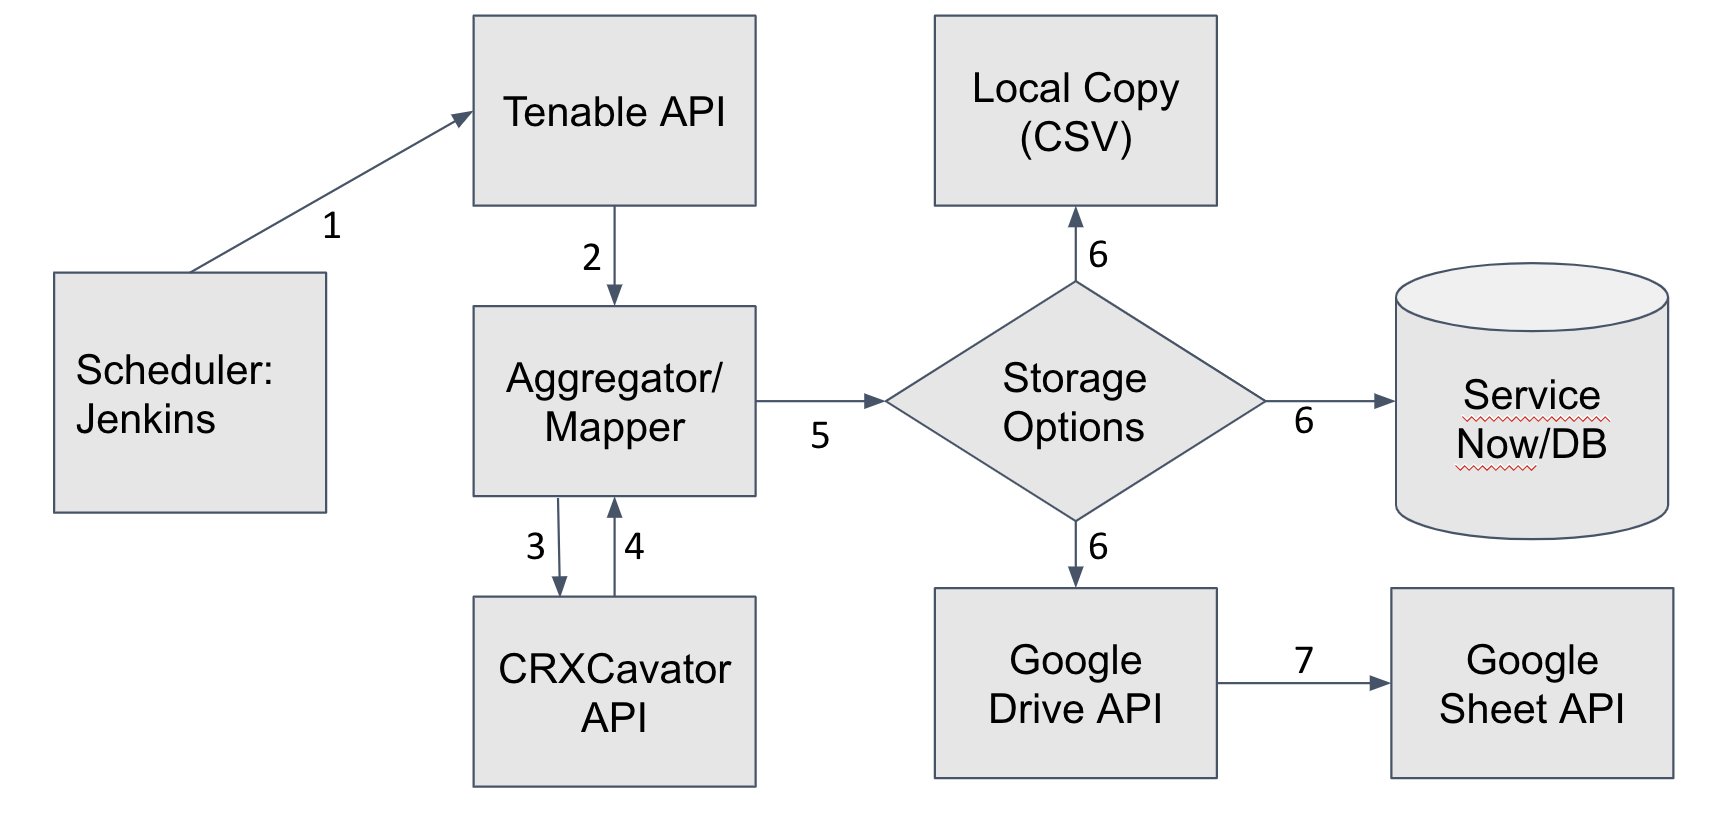 Tenable API
Local Copy
(CSV)
1
2
6
Scheduler:
Jenkins
Aggregator/
Mapper
5
Storage
Options
6
Service
Now/DB
3
4
6
CRXCavator
API
Google
Drive API
7
Google
Sheet API